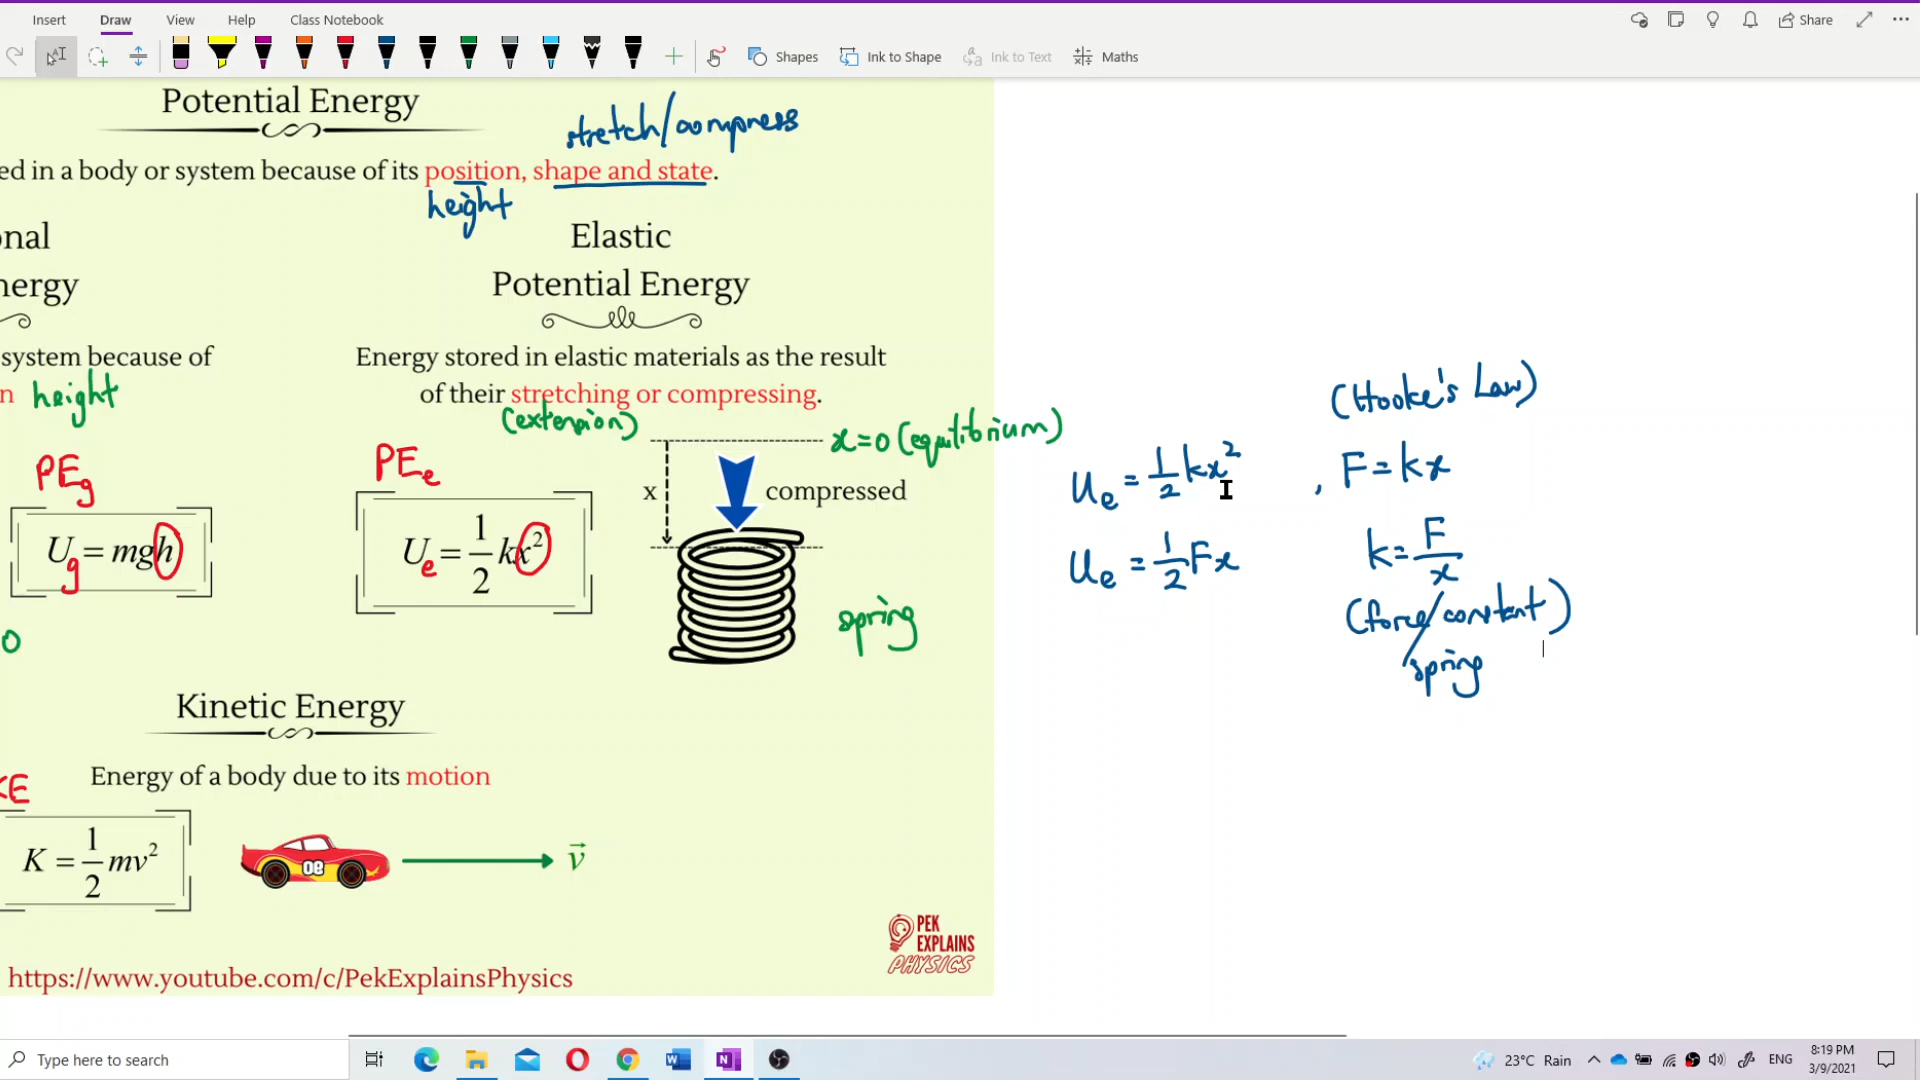 Insert Draw View Help Class Notebook
Share
Shapes Ink to Shape Ink to Text Maths
Potential Energy
stretch/compress
ed in a body or system because of its position, shape and state.
height
onal
nergy
system because of
n height
PEg
Ug = mgh
0
Elastic
Potential Energy
Energy stored in elastic materials as the result
of their stretching or compressing.
(extension)
x=0 (equilibrium)
PEe
Ue = 1/2 kx²
x
compressed
spring
Kinetic Energy
Energy of a body due to its motion
KE
K = 1/2 mv²
08
v⃗
PEK
EXPLAINS
PHYSICS
https://www.youtube.com/c/PekExplainsPhysics
(Hooke's Law)
Ue = 1/2 kx² , F = kx
Ue = 1/2 Fx
k = F/x
(force/constant)
spring
Type here to search
23°C Rain
ENG
8:19 PM
3/9/2021